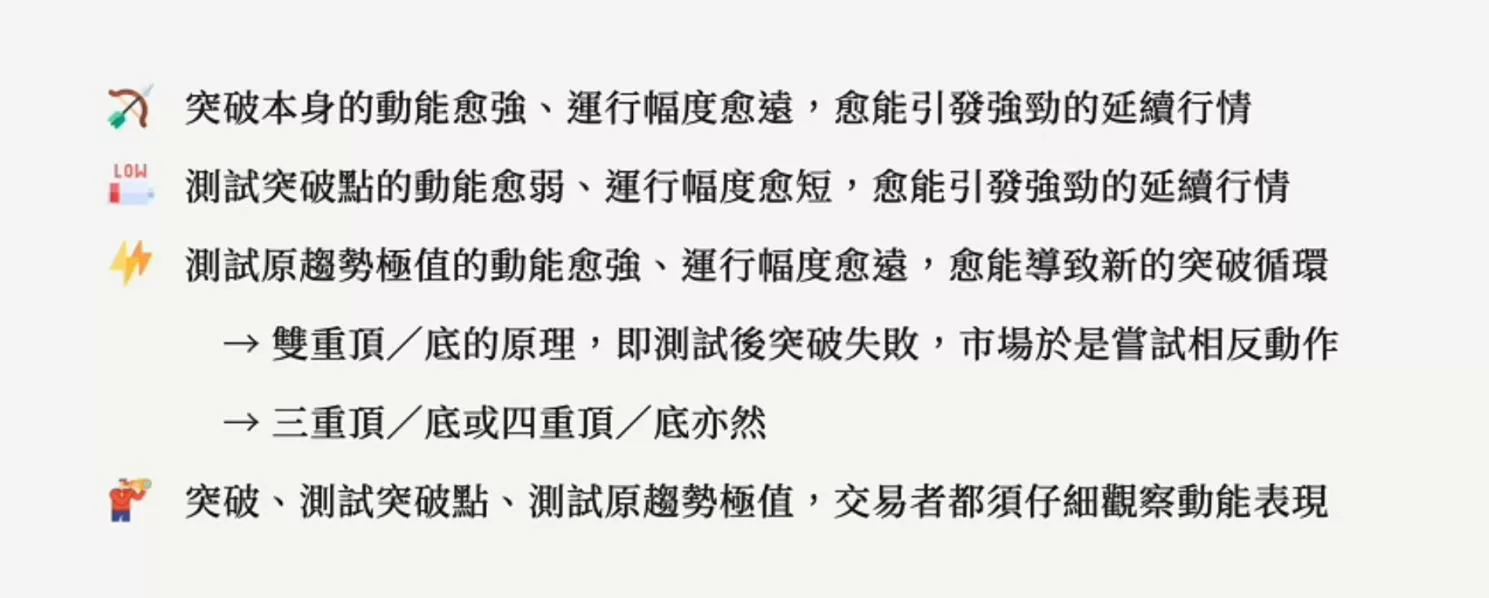 突破本身的動能愈強、運行幅度愈遠，愈能引發強勁的延續行情
LOW
測試突破點的動能愈弱、運行幅度愈短，愈能引發強勁的延續行情
測試原趨勢極值的動能愈強、運行幅度愈遠，愈能導致新的突破循環
→ 雙重頂／底的原理，即測試後突破失敗，市場於是嘗試相反動作
→ 三重頂／底或四重頂／底亦然
突破、測試突破點、測試原趨勢極值，交易者都須仔細觀察動能表現